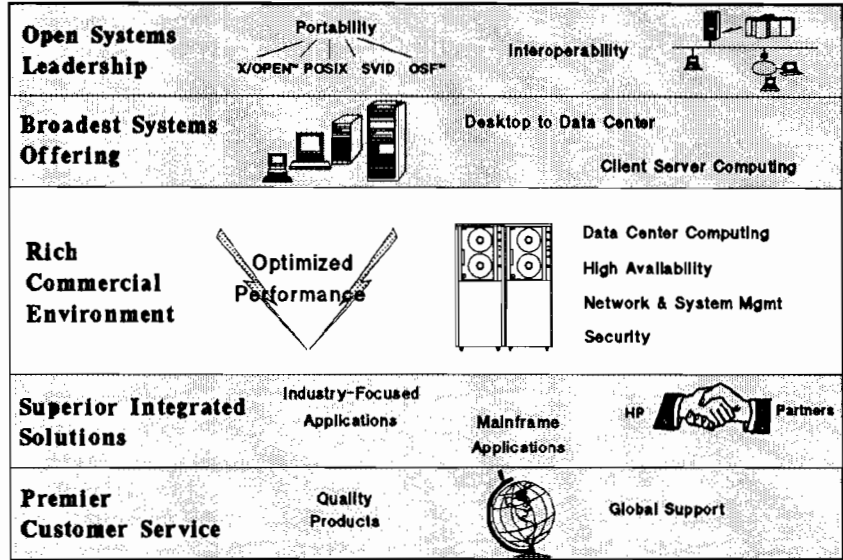 Open Systems
Leadership
Portability
X/OPEN™ POSIX SVID OSF™
Interoperability
Broadest Systems
Offering
Desktop to Data Center
Client Server Computing
Rich
Commercial
Environment
Optimized
Performance
Data Center Computing
High Availability
Network & System Mgmt
Security
Superior Integrated
Solutions
Industry-Focused
Applications
Mainframe
Applications
HP
Partners
Premier
Customer Service
Quality
Products
Global Support